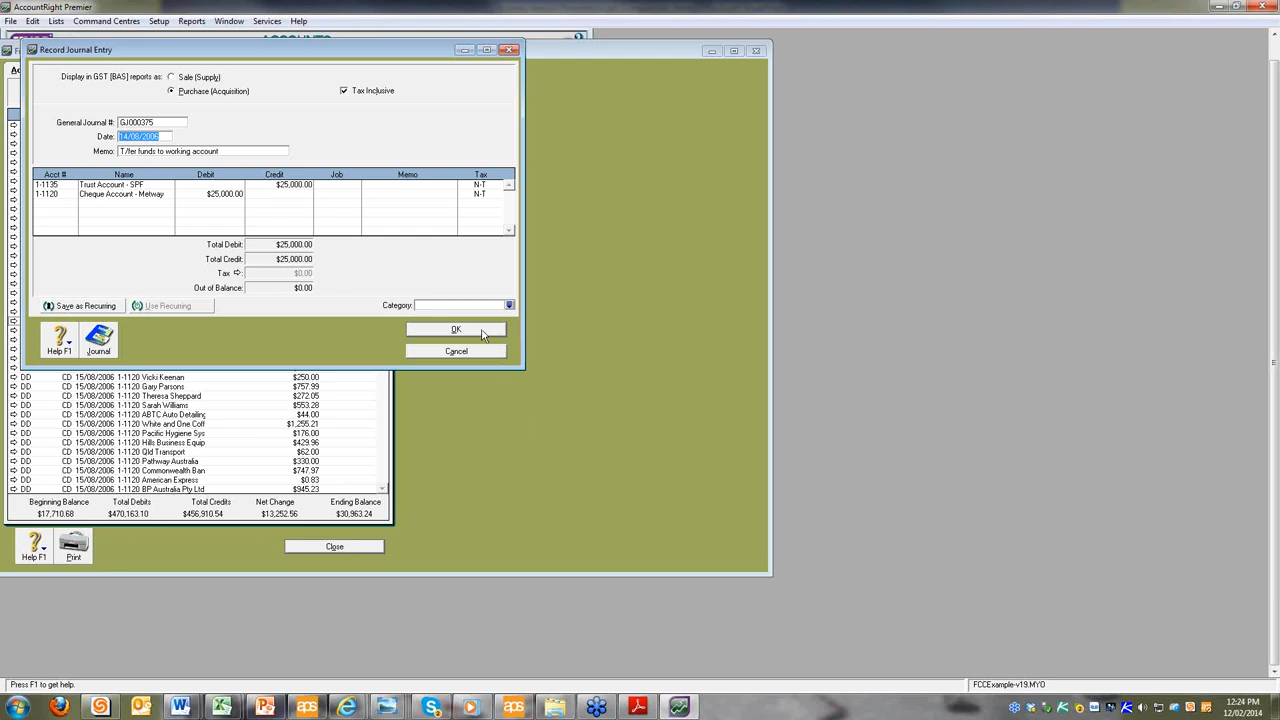 AccountRight Premier
File Edit Lists Command Centres Setup Reports Window Services Help
Record Journal Entry
Display in GST [BAS] reports as: Sale (Supply)
Purchase (Acquisition) Tax Inclusive
General Journal #: GJ000375
Date: 14/08/2006
Memo: T/fer funds to working account
Acct # Name Debit Credit Job Memo Tax
1-1135 Trust Account - SPF $25,000.00 N-T
1-1120 Cheque Account - Metway $25,000.00 N-T
Total Debit: $25,000.00
Total Credit: $25,000.00
Tax : $0.00
Out of Balance: $0.00
Save as Recurring Use Recurring Category:
OK
Help F1 Journal
Cancel
DD CD 15/08/2006 1-1120 Vicki Keenan $250.00
DD CD 15/08/2006 1-1120 Gary Parsons $757.99
DD CD 15/08/2006 1-1120 Theresa Sheppard $272.05
DD CD 15/08/2006 1-1120 Sarah Williams $553.28
DD CD 15/08/2006 1-1120 ABTC Auto Detailing $44.00
DD CD 15/08/2006 1-1120 White and One Coff $1,255.21
DD CD 15/08/2006 1-1120 Pacific Hygiene Sys $176.00
DD CD 15/08/2006 1-1120 Hills Business Equip $429.96
DD CD 15/08/2006 1-1120 Qld Transport $62.00
DD CD 15/08/2006 1-1120 Pathway Australia $330.00
DD CD 15/08/2006 1-1120 Commonwealth Ban $747.97
DD CD 15/08/2006 1-1120 American Express $0.83
DD CD 15/08/2006 1-1120 BP Australia Pty Ltd $945.23
Beginning Balance Total Debits Total Credits Net Change Ending Balance
$17,710.68 $470,163.10 $456,910.54 $13,252.56 $30,963.24
Help F1 Print
Close
Press F1 to get help. FCCExample-v19.MYO
12:24 PM
12/02/2014